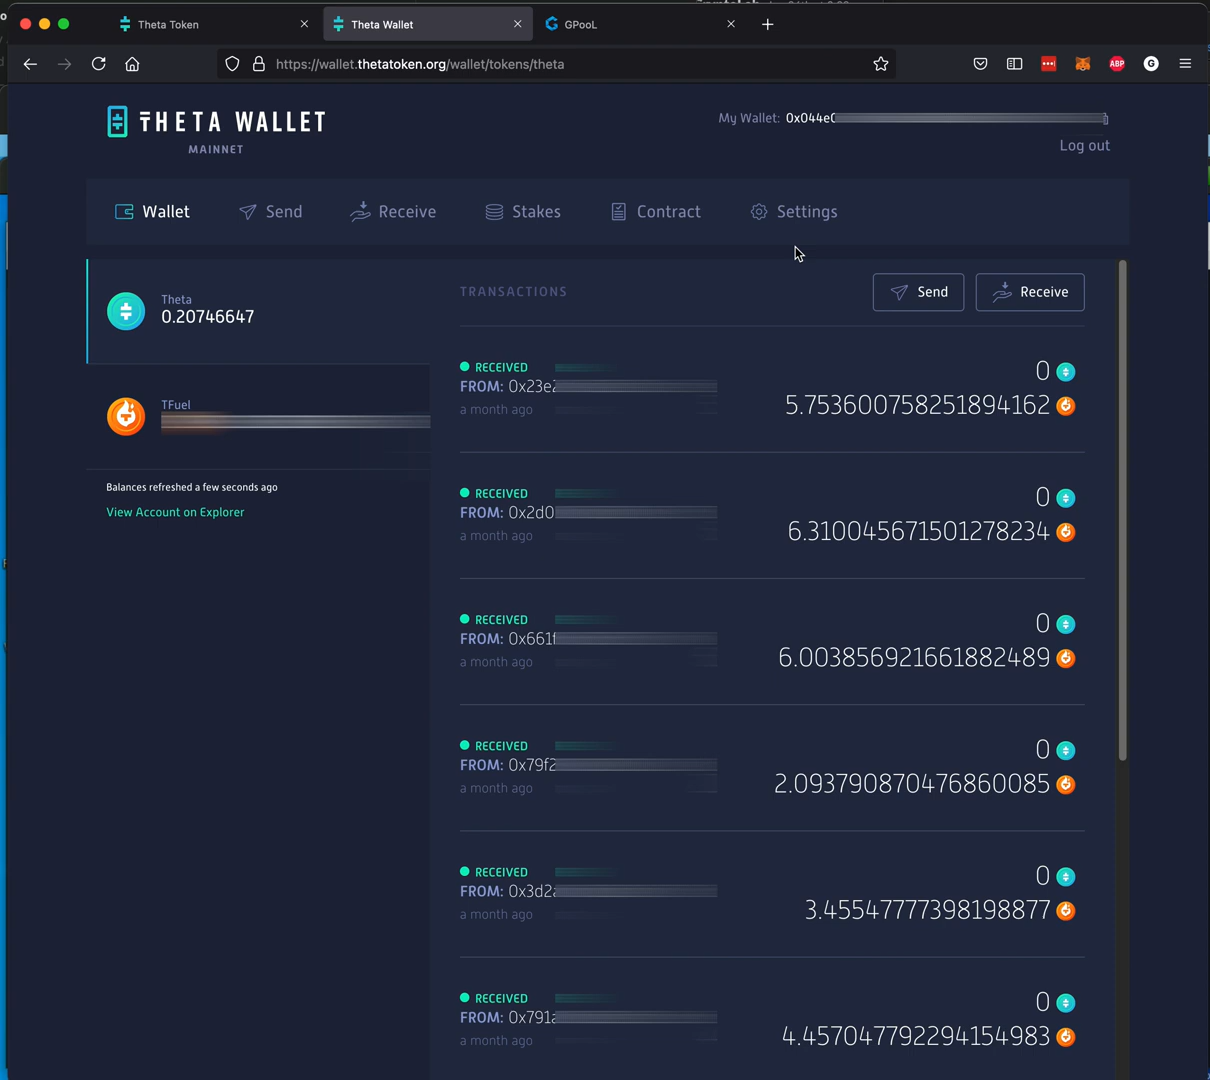 Theta Token
Theta Wallet
GPooL
https://wallet.thetatoken.org/wallet/tokens/theta
ABP
G
THETA WALLET
MAINNET
My Wallet: 0x044e
Log out
Wallet
Send
Receive
Stakes
Contract
Settings
Theta
0.20746647
TFuel
Balances refreshed a few seconds ago
View Account on Explorer
TRANSACTIONS
Send
Receive
RECEIVED
FROM: 0x23e
a month ago
0
5.753600758251894162
RECEIVED
FROM: 0x2d0
a month ago
0
6.310045671501278234
RECEIVED
FROM: 0x661f
a month ago
0
6.003856921661882489
RECEIVED
FROM: 0x79f2
a month ago
0
2.093790870476860085
RECEIVED
FROM: 0x3d2
a month ago
0
3.45547777398198877
RECEIVED
FROM: 0x791
a month ago
0
4.457047792294154983